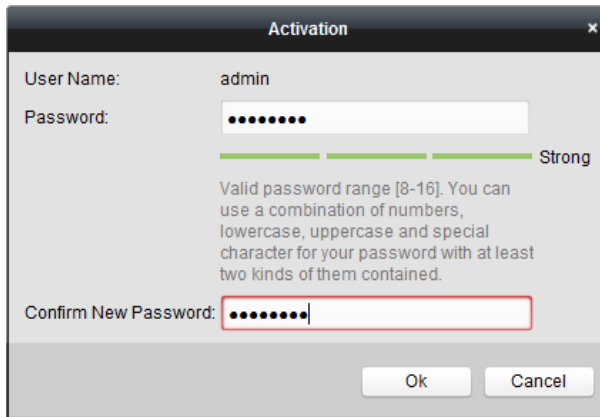 Activation ×
User Name: admin
Password: ●●●●●●●●
Strong
Valid password range [8-16]. You can
use a combination of numbers,
lowercase, uppercase and special
character for your password with at least
two kinds of them contained.
Confirm New Password: ●●●●●●●●
Ok Cancel